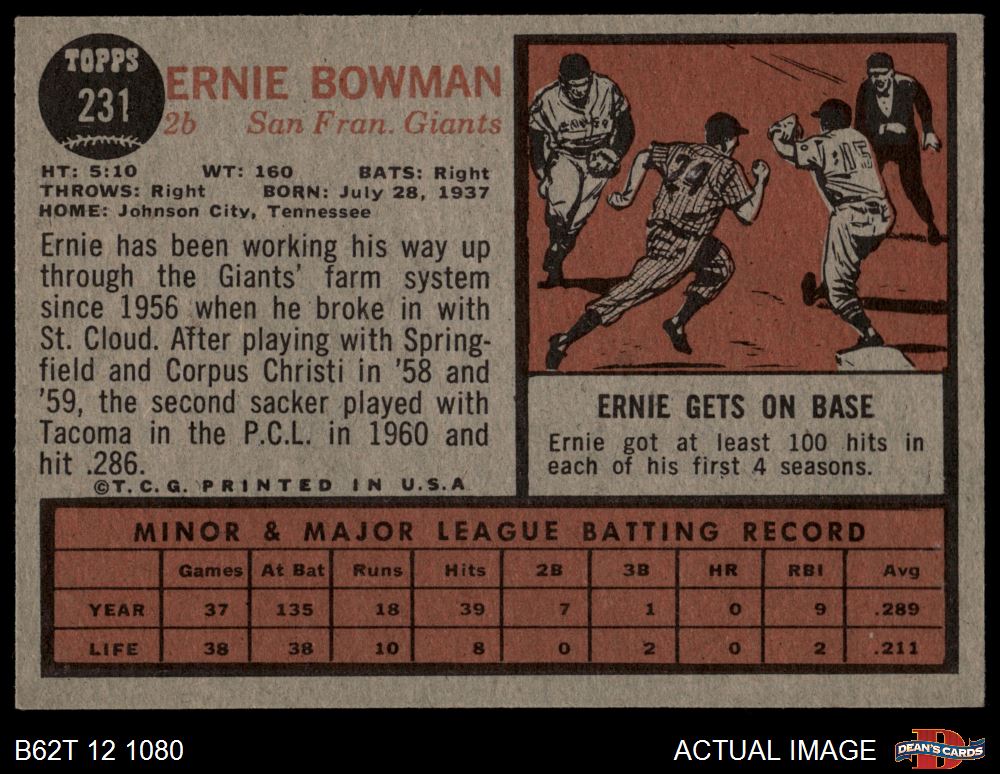 TOPPS
231
ERNIE BOWMAN
2b San Fran. Giants
HT: 5:10 WT: 160 BATS: Right
THROWS: Right BORN: July 28, 1937
HOME: Johnson City, Tennessee
Ernie has been working his way up
through the Giants' farm system
since 1956 when he broke in with
St. Cloud. After playing with Spring-
field and Corpus Christi in '58 and
'59, the second sacker played with
Tacoma in the P.C.L. in 1960 and
hit .286.
©T.C.G. PRINTED IN U.S.A
24
15
ERNIE GETS ON BASE
Ernie got at least 100 hits in
each of his first 4 seasons.
MINOR & MAJOR LEAGUE BATTING RECORD
Games At Bat Runs Hits 2B 3B HR RBI Avg
YEAR 37 135 18 39 7 1 0 9 .289
LIFE 38 38 10 8 0 2 0 2 .211
B62T 12 1080
ACTUAL IMAGE
D
DEAN'S CARDS